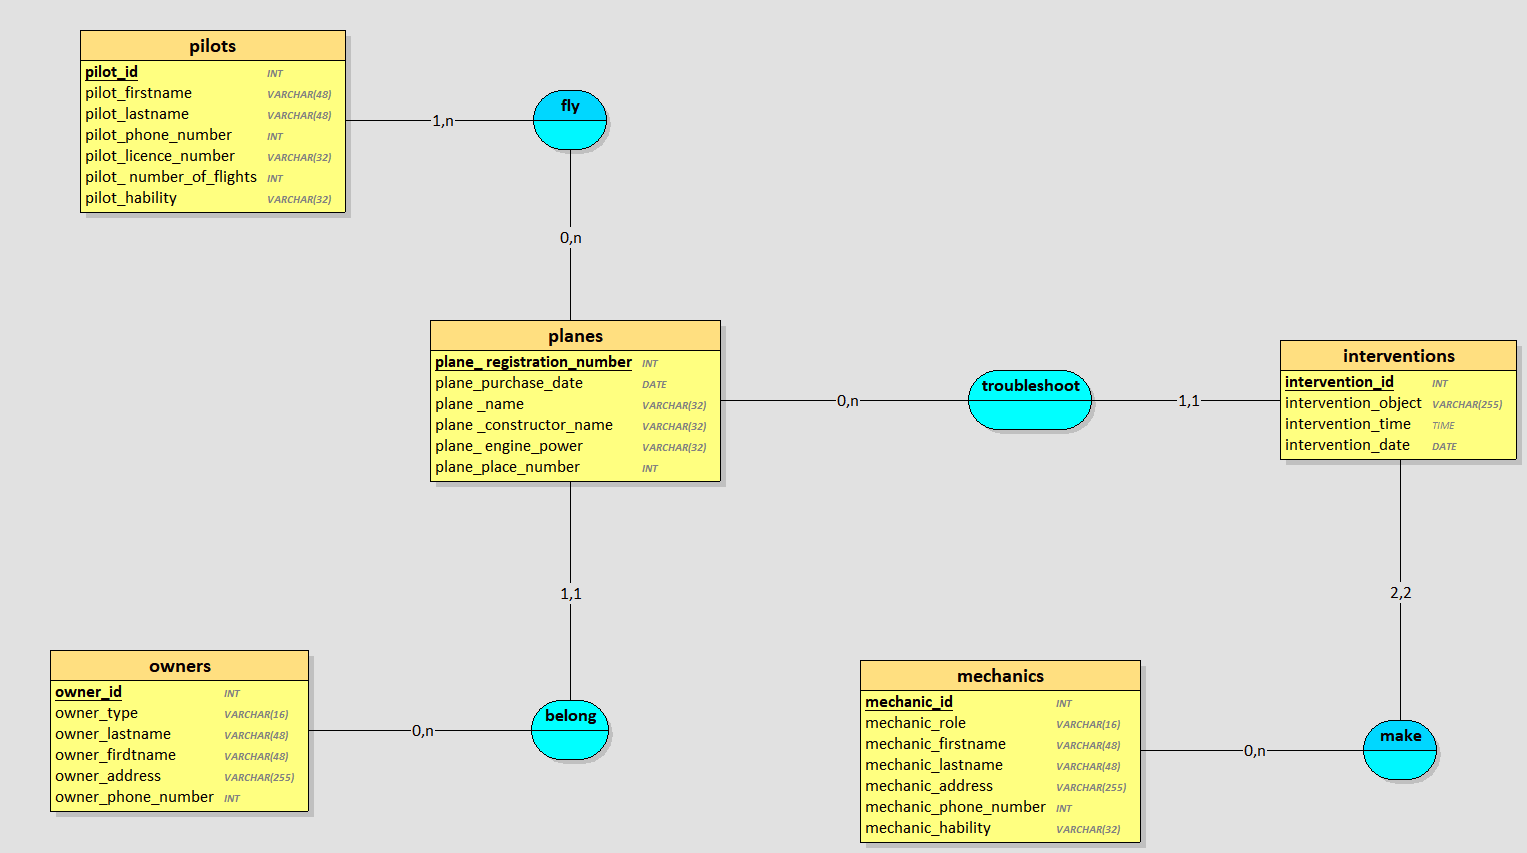 pilots
pilot_id INT
pilot_firstname VARCHAR(48)
pilot_lastname VARCHAR(48)
pilot_phone_number INT
pilot_licence_number VARCHAR(32)
pilot_ number_of_flights INT
pilot_hability VARCHAR(32)
1,n
fly
0,n
planes
plane_ registration_number INT
plane_purchase_date DATE
plane _name VARCHAR(32)
plane _constructor_name VARCHAR(32)
plane_ engine_power VARCHAR(32)
plane_place_number INT
0,n
troubleshoot
1,1
interventions
intervention_id INT
intervention_object VARCHAR(255)
intervention_time TIME
intervention_date DATE
1,1
2,2
owners
owner_id INT
owner_type VARCHAR(16)
owner_lastname VARCHAR(48)
owner_firdtname VARCHAR(48)
owner_address VARCHAR(255)
owner_phone_number INT
0,n
belong
mechanics
mechanic_id INT
mechanic_role VARCHAR(16)
mechanic_firstname VARCHAR(48)
mechanic_lastname VARCHAR(48)
mechanic_address VARCHAR(255)
mechanic_phone_number INT
mechanic_hability VARCHAR(32)
0,n
make